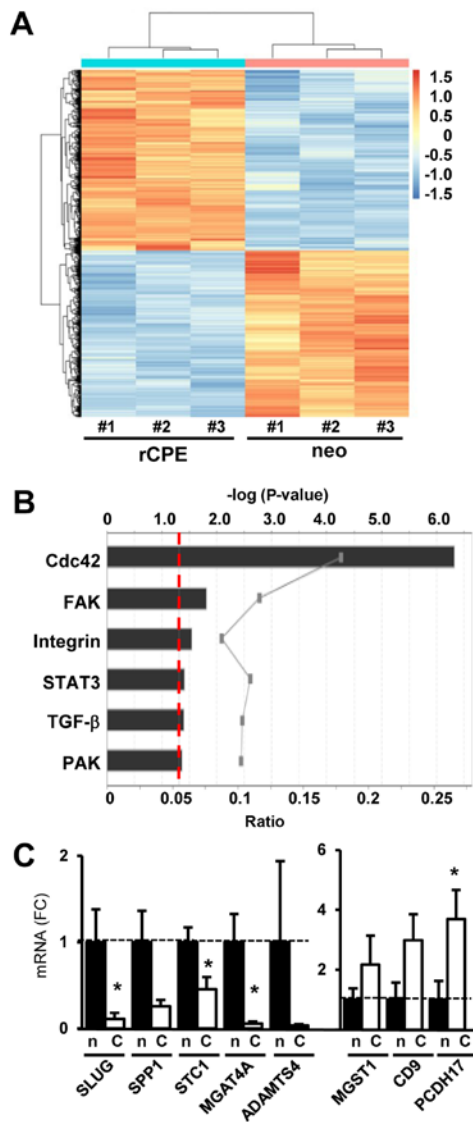 A
1.5
1.0
0.5
0
-0.5
-1.0
-1.5
#1 #2 #3 #1 #2 #3
rCPE neo
B
-log (P-value)
0.0 1.0 2.0 3.0 4.0 5.0 6.0
Cdc42
FAK
Integrin
STAT3
TGF-β
PAK
0 0.05 0.1 0.15 0.2 0.25
Ratio
C
mRNA (FC)
2
1
0
6
4
2
* * * *
n C n C n C n C n C n C n C n C
SLUG SPP1 STC1 MGAT4A ADAMTS4 MGST1 CD9 PCDH17